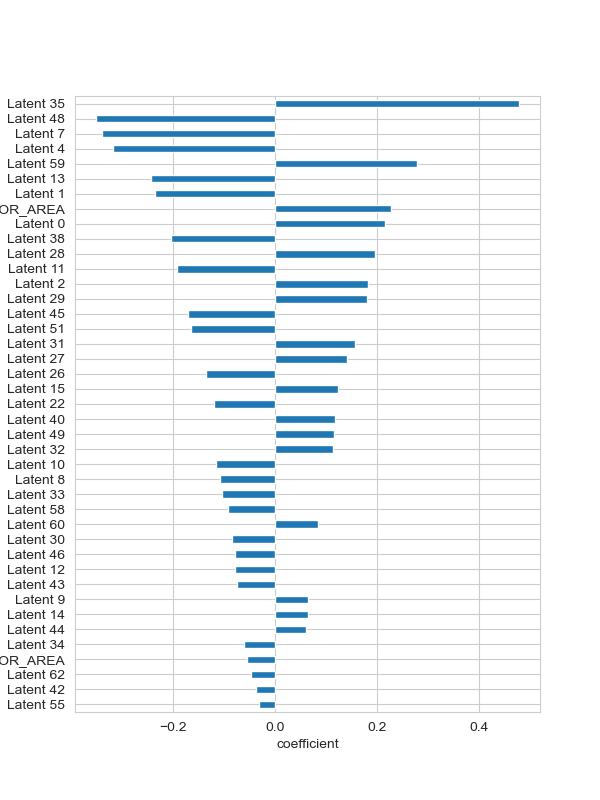 Latent 35
Latent 48
Latent 7
Latent 4
Latent 59
Latent 13
Latent 1
OR_AREA
Latent 0
Latent 38
Latent 28
Latent 11
Latent 2
Latent 29
Latent 45
Latent 51
Latent 31
Latent 27
Latent 26
Latent 15
Latent 22
Latent 40
Latent 49
Latent 32
Latent 10
Latent 8
Latent 33
Latent 58
Latent 60
Latent 30
Latent 46
Latent 12
Latent 43
Latent 9
Latent 14
Latent 44
Latent 34
OR_AREA
Latent 62
Latent 42
Latent 55
−0.2 0.0 0.2 0.4
coefficient